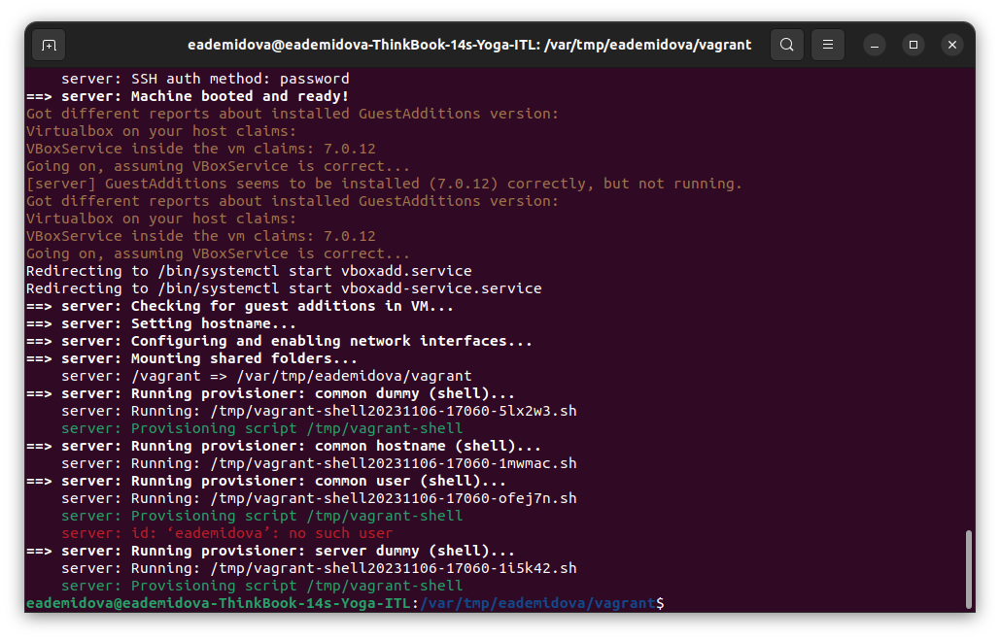 eademidova@eademidova-ThinkBook-14s-Yoga-ITL: /var/tmp/eademidova/vagrant
server: SSH auth method: password
==> server: Machine booted and ready!
Got different reports about installed GuestAdditions version:
Virtualbox on your host claims:
VBoxService inside the vm claims: 7.0.12
Going on, assuming VBoxService is correct...
[server] GuestAdditions seems to be installed (7.0.12) correctly, but not running.
Got different reports about installed GuestAdditions version:
Virtualbox on your host claims:
VBoxService inside the vm claims: 7.0.12
Going on, assuming VBoxService is correct...
Redirecting to /bin/systemctl start vboxadd.service
Redirecting to /bin/systemctl start vboxadd-service.service
==> server: Checking for guest additions in VM...
==> server: Setting hostname...
==> server: Configuring and enabling network interfaces...
==> server: Mounting shared folders...
server: /vagrant => /var/tmp/eademidova/vagrant
==> server: Running provisioner: common dummy (shell)...
server: Running: /tmp/vagrant-shell20231106-17060-5lx2w3.sh
server: Provisioning script /tmp/vagrant-shell
==> server: Running provisioner: common hostname (shell)...
server: Running: /tmp/vagrant-shell20231106-17060-1mwmac.sh
==> server: Running provisioner: common user (shell)...
server: Running: /tmp/vagrant-shell20231106-17060-ofej7n.sh
server: Provisioning script /tmp/vagrant-shell
server: id: ‘eademidova’: no such user
==> server: Running provisioner: server dummy (shell)...
server: Running: /tmp/vagrant-shell20231106-17060-1i5k42.sh
server: Provisioning script /tmp/vagrant-shell
eademidova@eademidova-ThinkBook-14s-Yoga-ITL:/var/tmp/eademidova/vagrant$